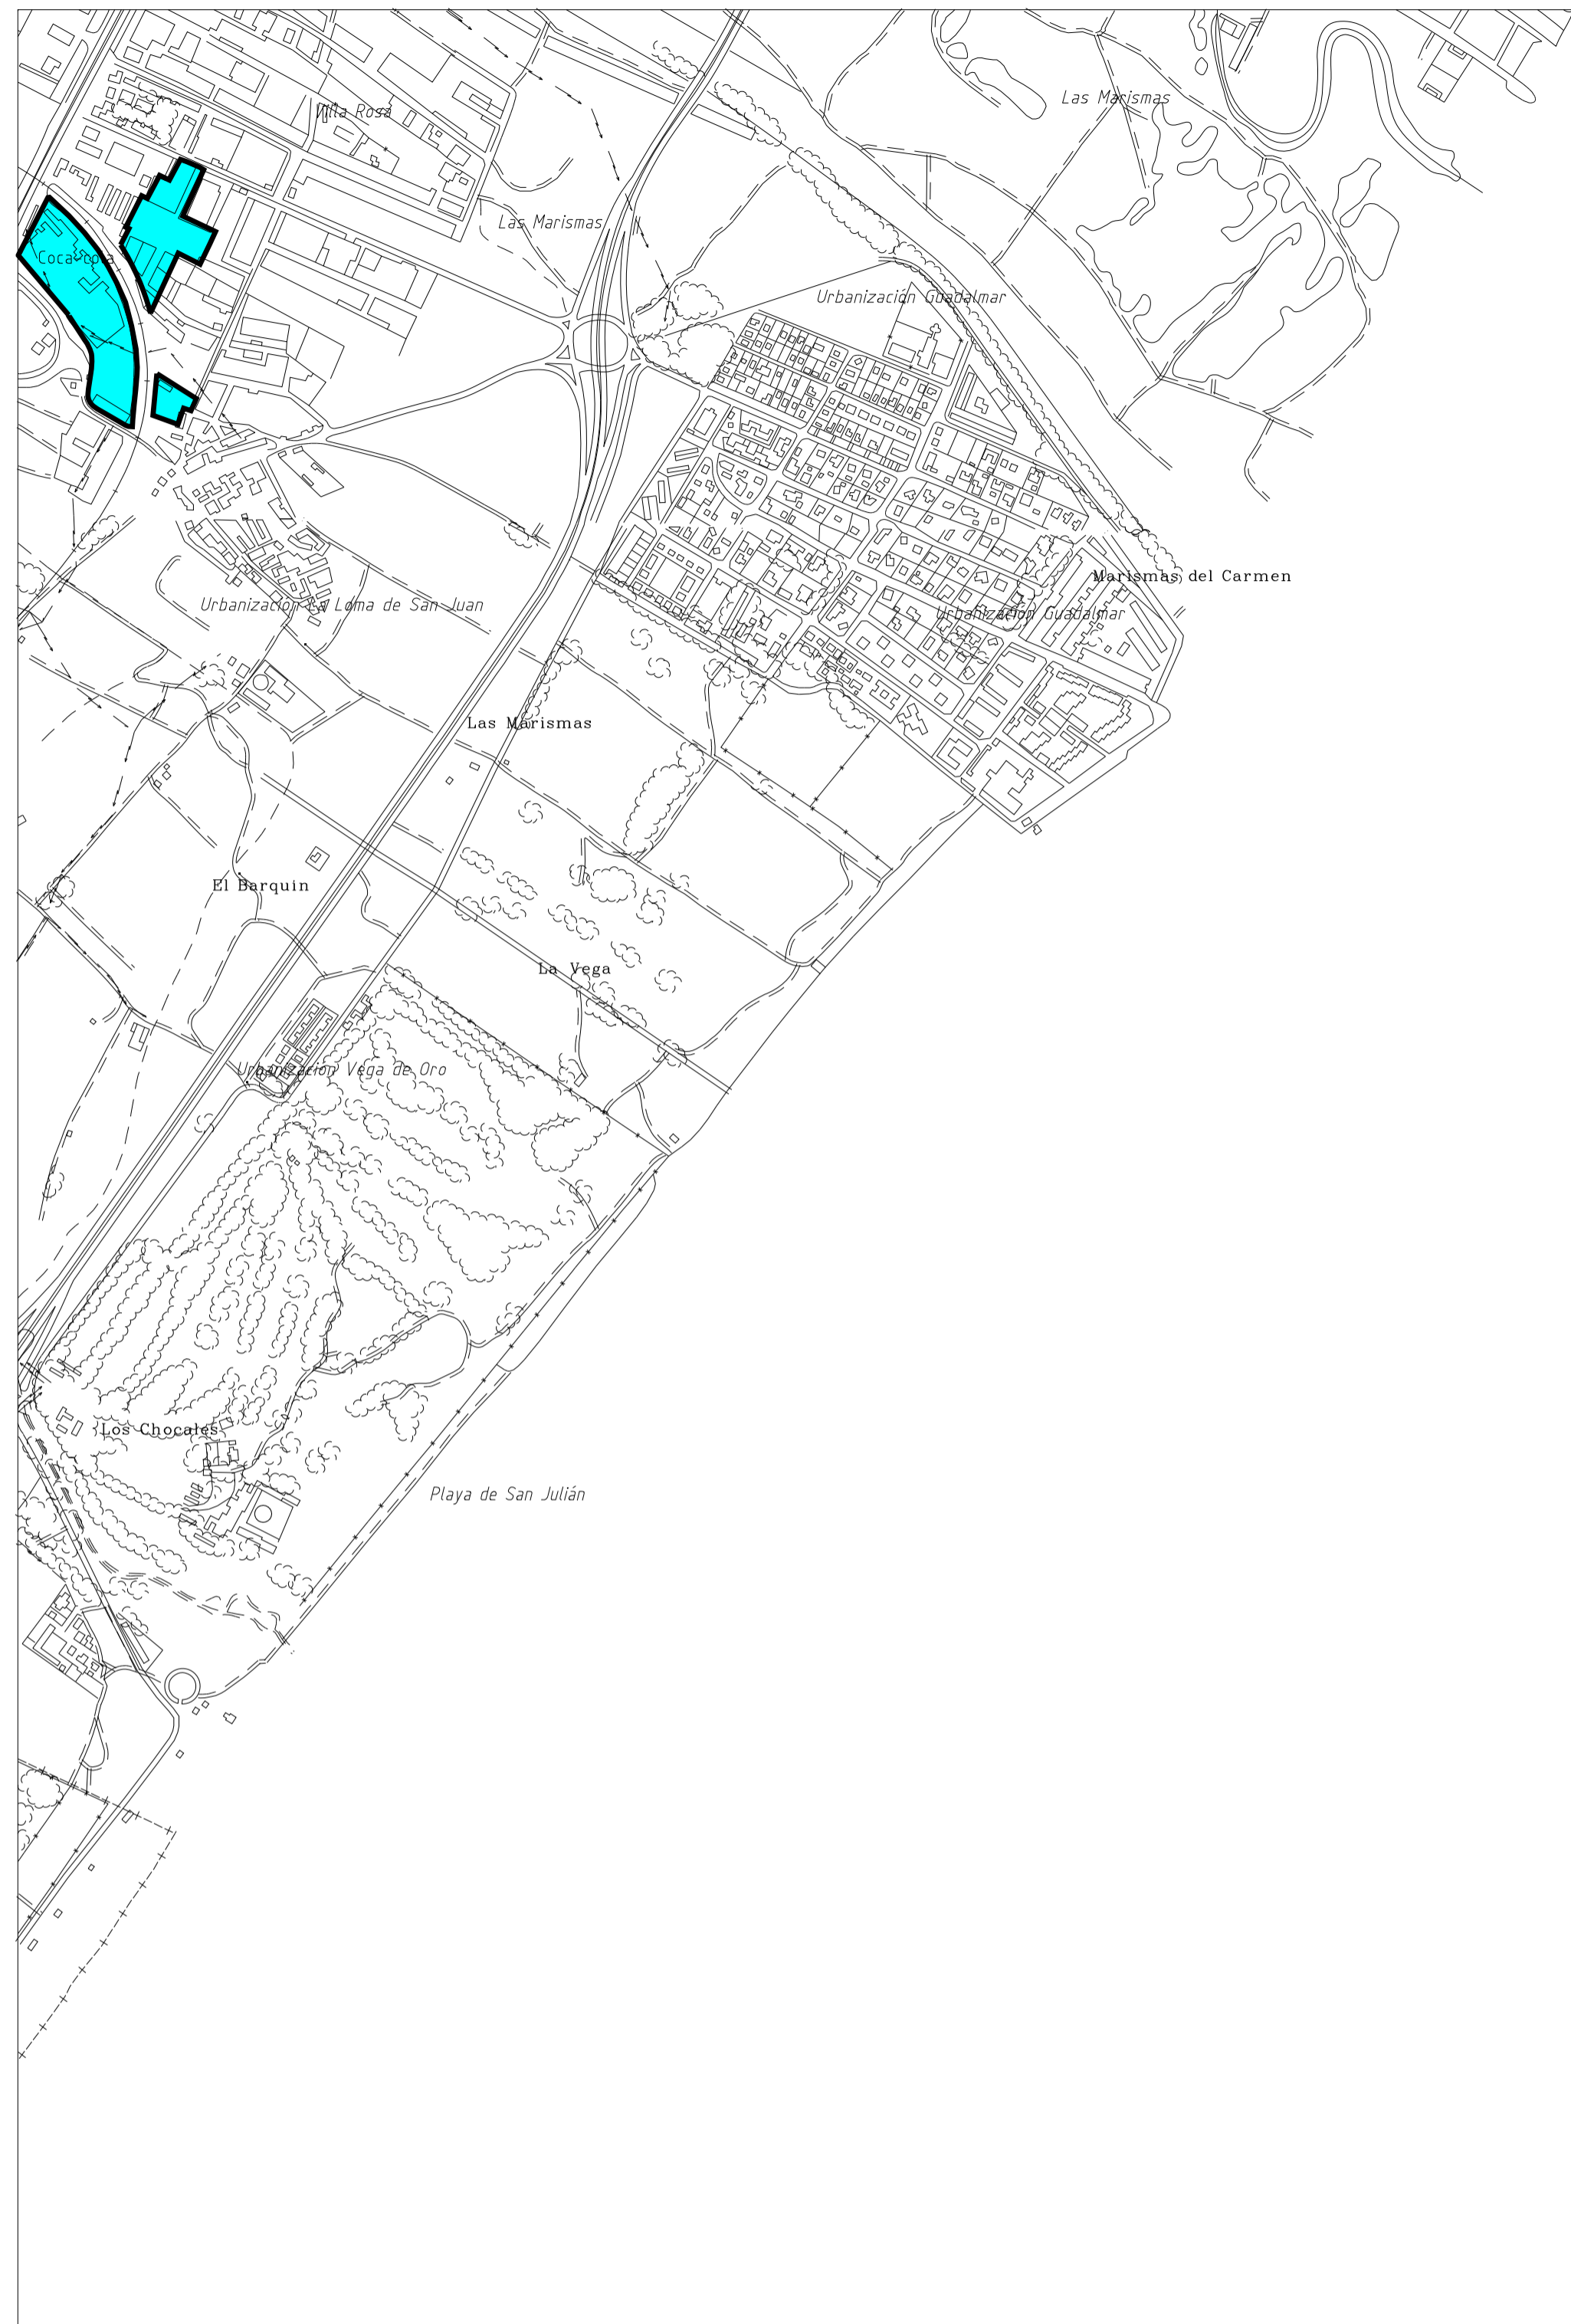 Las Marismas
Villa Rosa
Las Marismas
Coca-cola
Urbanización Guadalmar
Marismas del Carmen
Urbanización La Loma de San Juan
Urbanización Guadalmar
Las Marismas
El Barquin
La Vega
Urbanización Vega de Oro
Los Chocales
Playa de San Julián